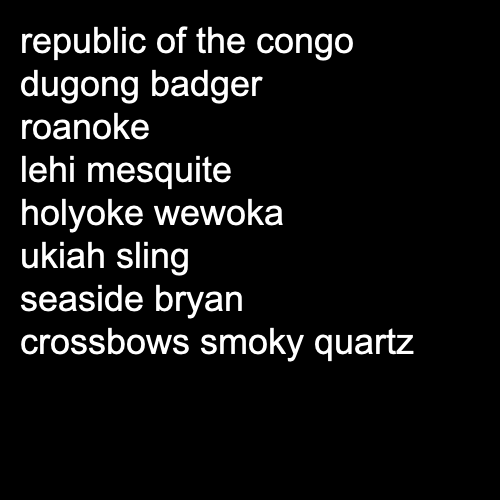 republic of the congo
dugong badger
roanoke
lehi mesquite
holyoke wewoka
ukiah sling
seaside bryan
crossbows smoky quartz